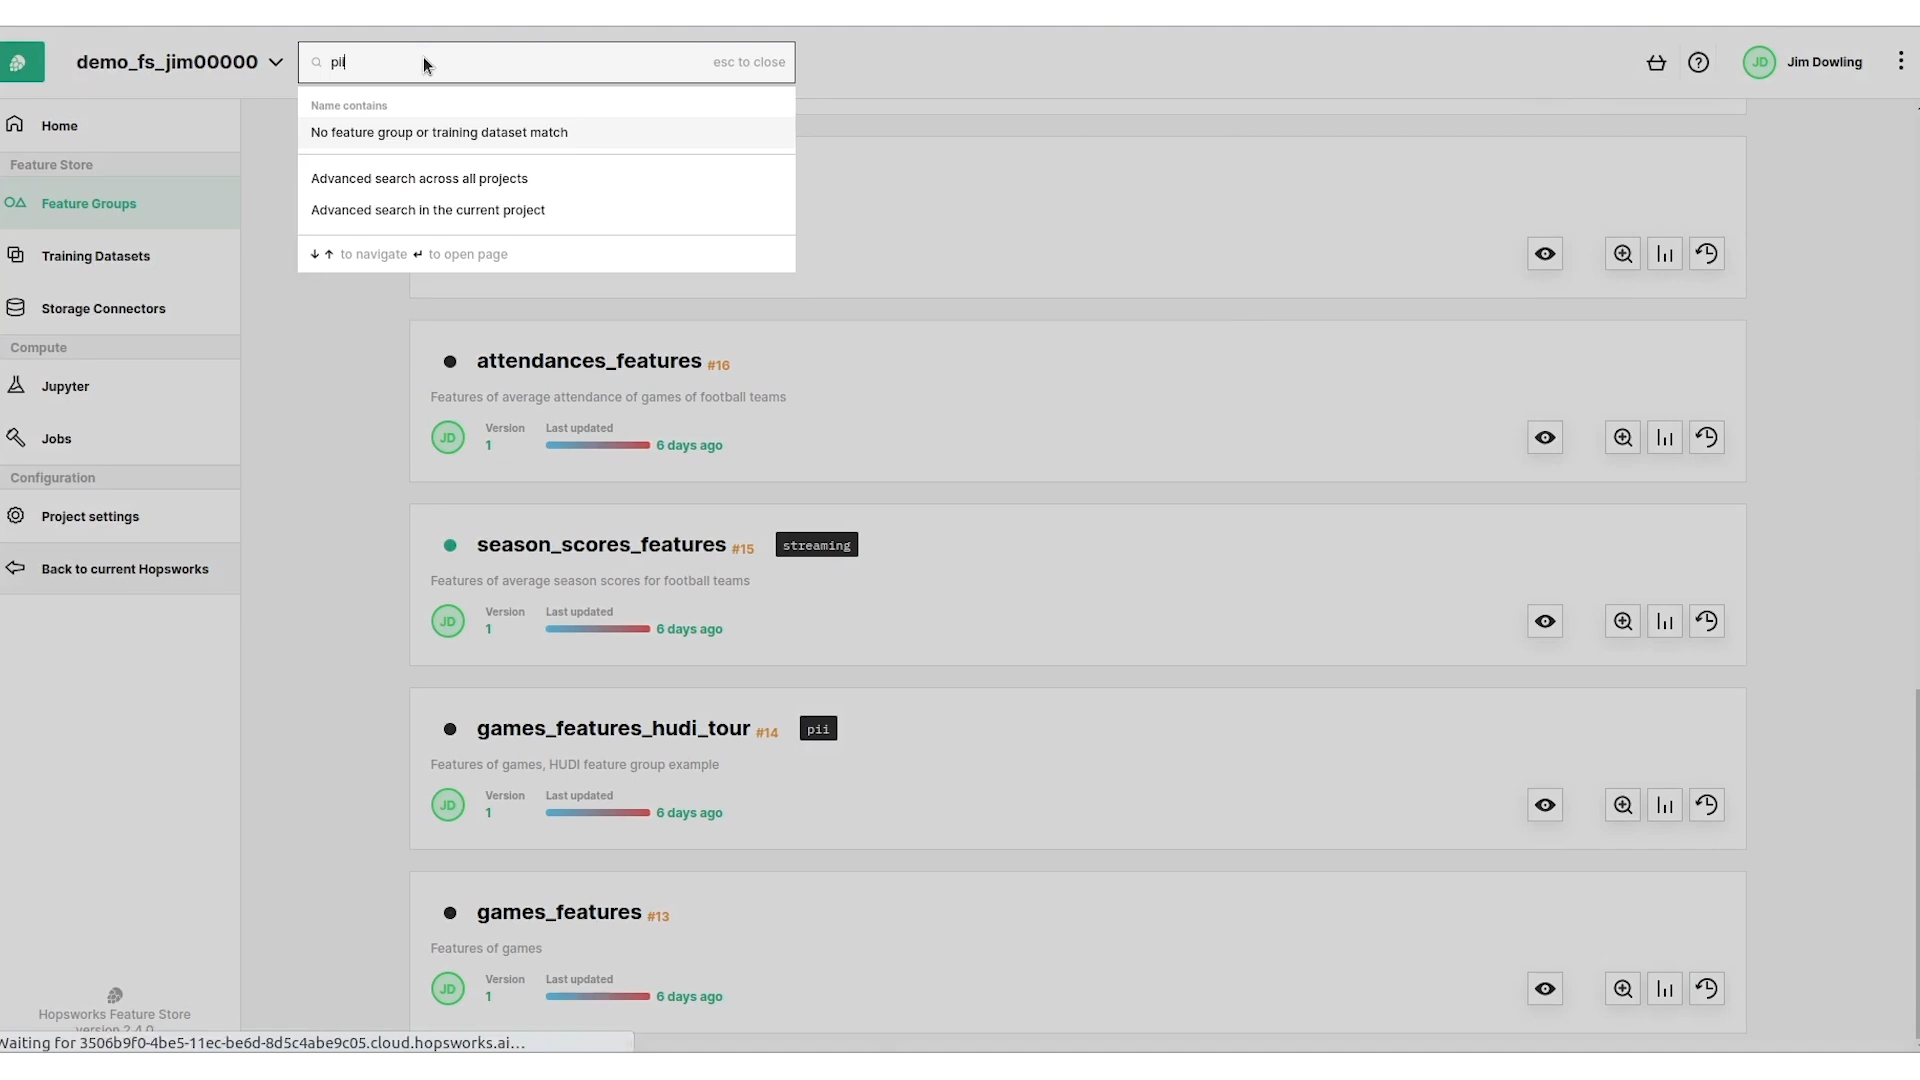 demo_fs_jim00000
pii
esc to close
JD
Jim Dowling
Name contains
No feature group or training dataset match
Advanced search across all projects
Advanced search in the current project
to navigate
to open page
Home
Feature Store
Feature Groups
Training Datasets
Storage Connectors
Compute
Jupyter
Jobs
Configuration
Project settings
Back to current Hopsworks
attendances_features #16
Features of average attendance of games of football teams
JD
Version
1
Last updated
6 days ago
season_scores_features #15 streaming
Features of average season scores for football teams
JD
Version
1
Last updated
6 days ago
games_features_hudi_tour #14 pii
Features of games, HUDI feature group example
JD
Version
1
Last updated
6 days ago
games_features #13
Features of games
JD
Version
1
Last updated
6 days ago
Hopsworks Feature Store
version 2.4.0
Waiting for 3506b9f0-4be5-11ec-be6d-8d5c4abe9c05.cloud.hopsworks.ai...